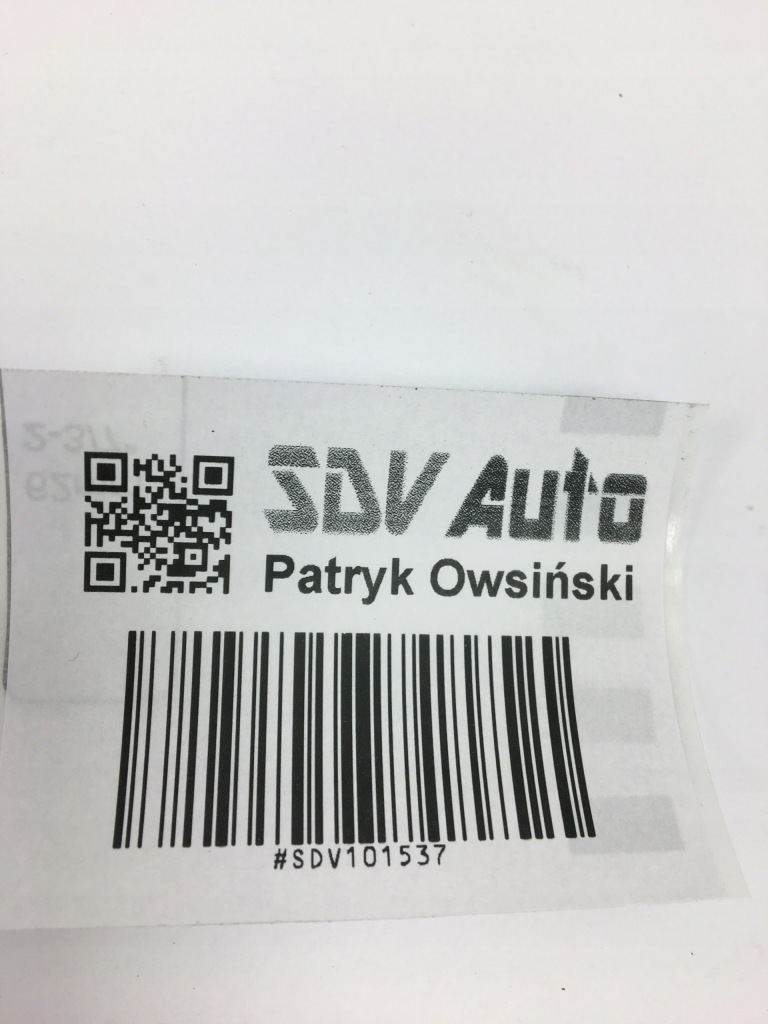 SDV Auto
Patryk Owsiński
#SDV101537